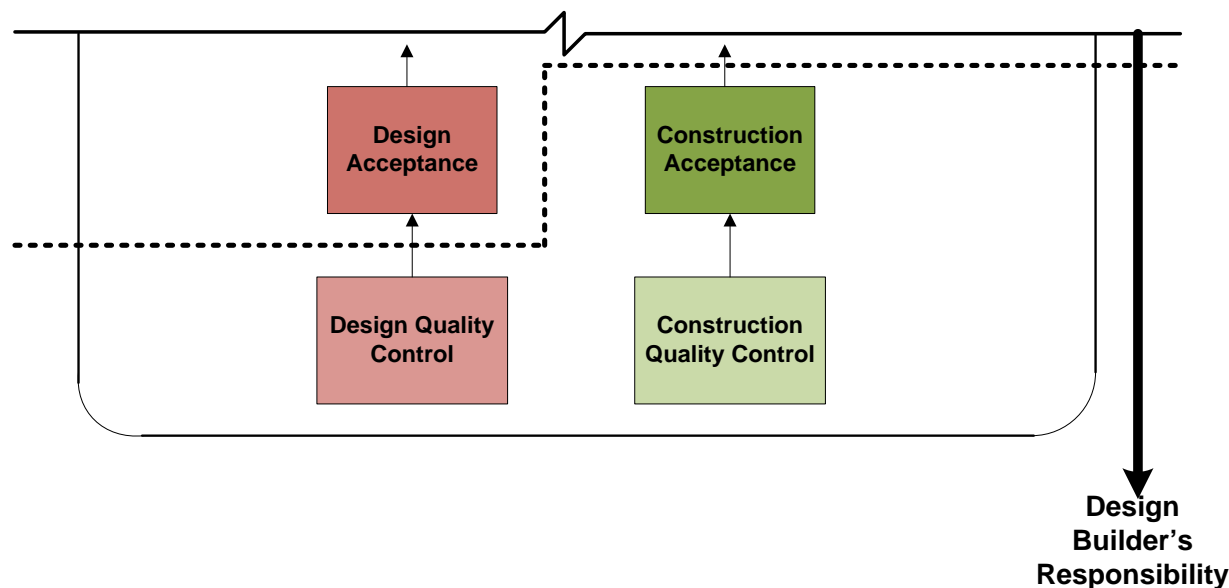 Design
Acceptance
Construction
Acceptance
Design Quality
Control
Construction
Quality Control
Design
Builder’s
Responsibility